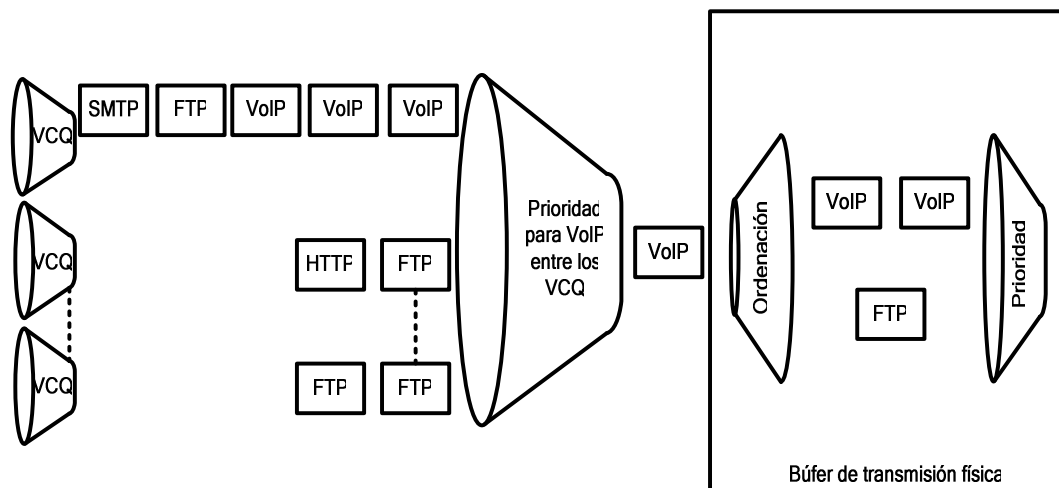 VCQ
SMTP
FTP
VoIP
VoIP
VoIP
VCQ
HTTP
FTP
VCQ
FTP
FTP
Prioridad
para VoIP
entre los
VCQ
VoIP
Ordenación
VoIP
VoIP
FTP
Prioridad
Búfer de transmisión física